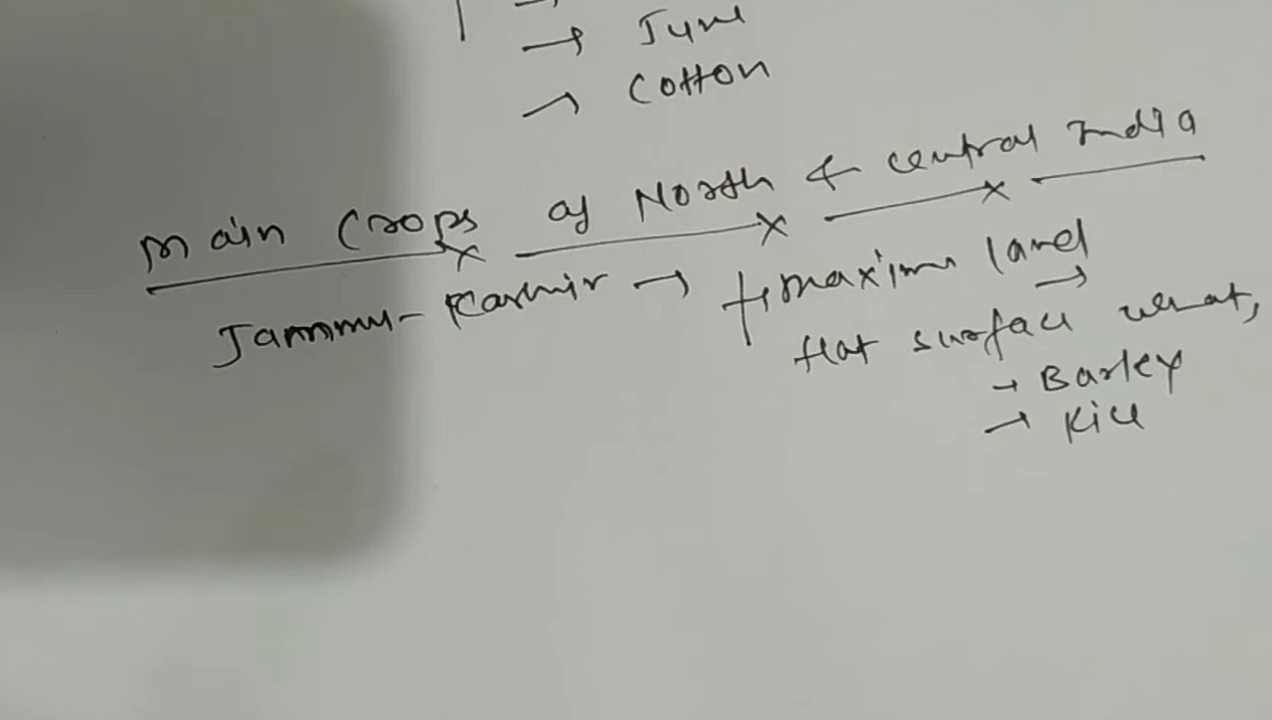 → Jute
→ Cotton
Main Crops of North & central India
Jammu-Kashmir → maximum land →
flat surface wheat,
→ Barley
→ Rice